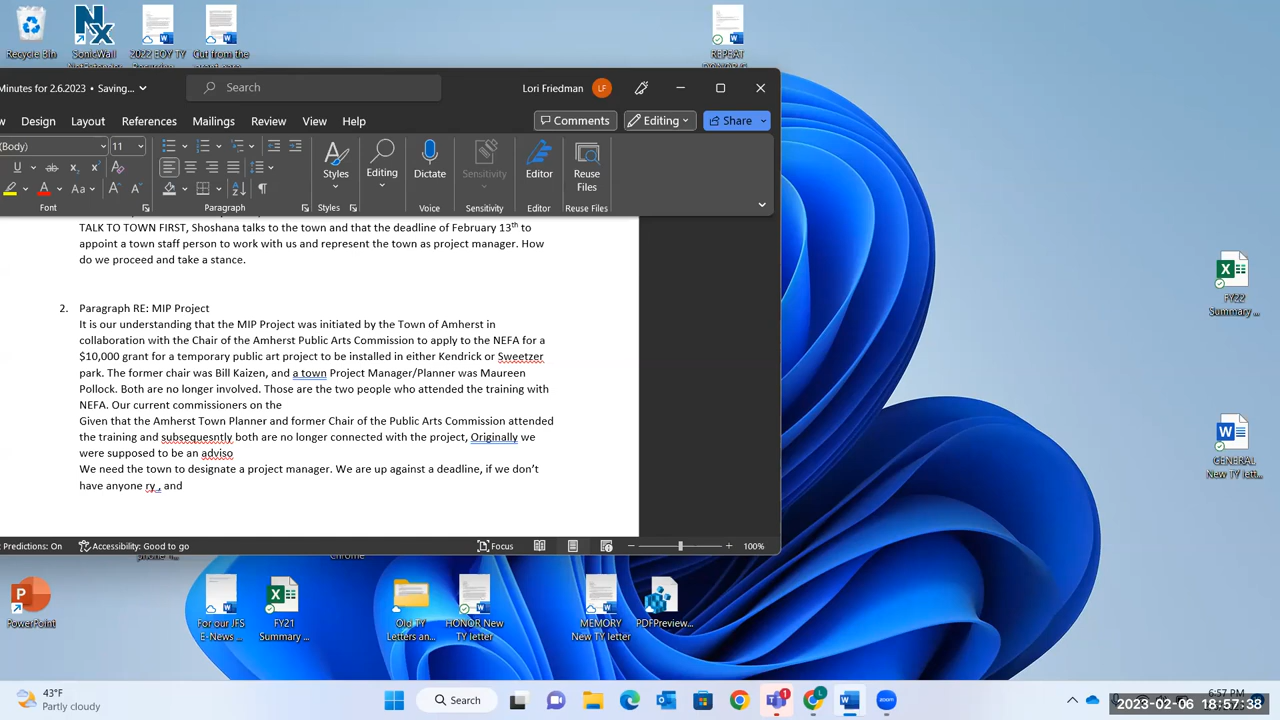 Recycle Bin
SonicWall
2022 EOY TY
Cut from the
REPEAT
Minutes for 2.6.2023 • Saving...
Search
Lori Friedman
LF
Design
Layout
References
Mailings
Review
View
Help
Comments
Editing
Share
(Body)
11
Styles
Editing
Dictate
Sensitivity
Editor
Reuse
Files
Font
Paragraph
Styles
Voice
Sensitivity
Editor
Reuse Files
TALK TO TOWN FIRST, Shoshana talks to the town and that the deadline of February 13th to
appoint a town staff person to work with us and represent the town as project manager. How
do we proceed and take a stance.
2. Paragraph RE: MIP Project
It is our understanding that the MIP Project was initiated by the Town of Amherst in
collaboration with the Chair of the Amherst Public Arts Commission to apply to the NEFA for a
$10,000 grant for a temporary public art project to be installed in either Kendrick or Sweetzer
park. The former chair was Bill Kaizen, and a town Project Manager/Planner was Maureen
Pollock. Both are no longer involved. Those are the two people who attended the training with
NEFA. Our current commissioners on the
Given that the Amherst Town Planner and former Chair of the Public Arts Commission attended
the training and subsequesntly both are no longer connected with the project, Originally we
were supposed to be an adviso
We need the town to designate a project manager. We are up against a deadline, if we don't
have anyone ry , and
Predictions: On
Accessibility: Good to go
Focus
100%
FY22
Summary ...
GENERAL
New TY lett...
PowerPoint
For our JFS
E-News ...
FY21
Summary ...
Old TY
Letters an...
HONOR New
TY letter
MEMORY
New TY letter
PDFPreview...
43°F
Partly cloudy
Search
1
L
zoom
6:57 PM
2023-02-06 18:57:38